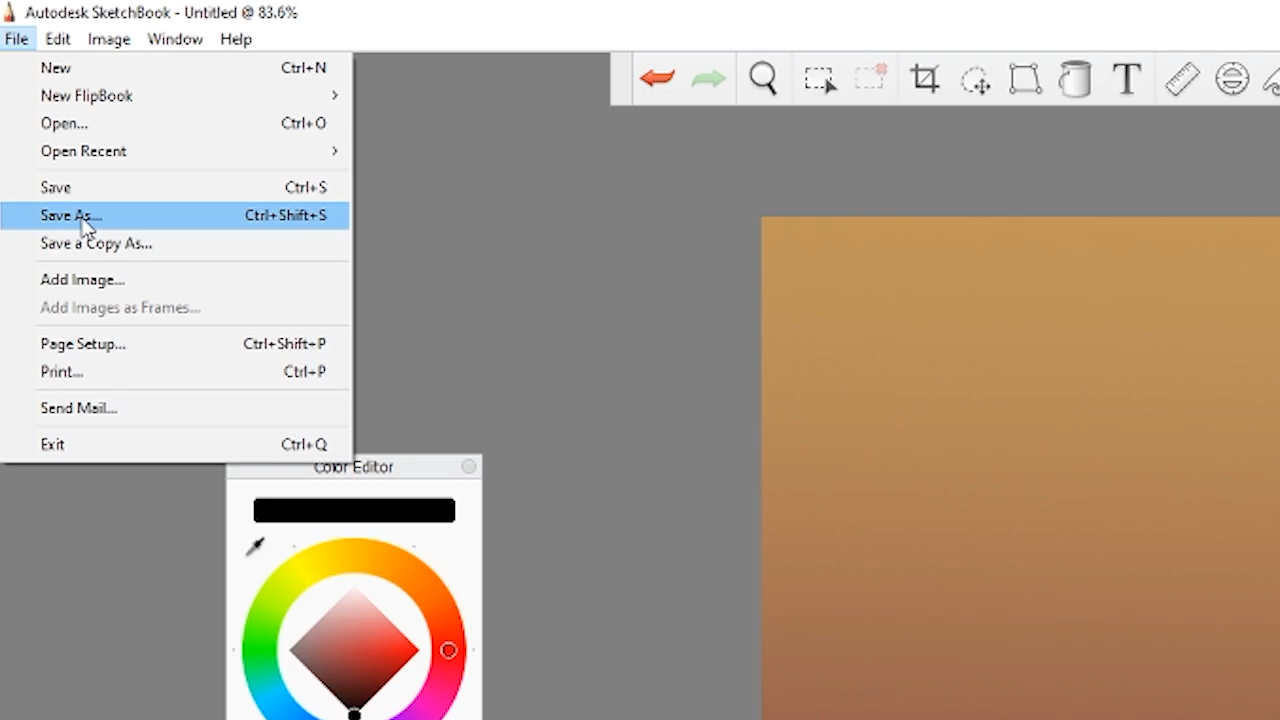 Autodesk SketchBook - Untitled @ 83.6%
File Edit Image Window Help
New Ctrl+N
New FlipBook
Open... Ctrl+O
Open Recent
Save Ctrl+S
Save As... Ctrl+Shift+S
Save a Copy As...
Add Image...
Add Images as Frames...
Page Setup... Ctrl+Shift+P
Print... Ctrl+P
Send Mail...
Exit Ctrl+Q
T
Color Editor